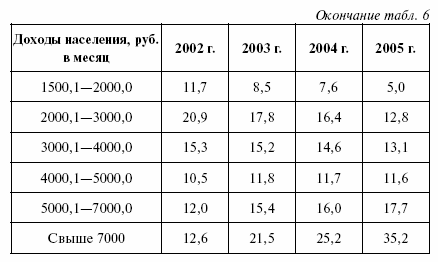 Окончание табл. 6
Доходы населения, руб. в месяц 2002 г. 2003 г. 2004 г. 2005 г.
1500,1—2000,0 11,7 8,5 7,6 5,0
2000,1—3000,0 20,9 17,8 16,4 12,8
3000,1—4000,0 15,3 15,2 14,6 13,1
4000,1—5000,0 10,5 11,8 11,7 11,6
5000,1—7000,0 12,0 15,4 16,0 17,7
Свыше 7000 12,6 21,5 25,2 35,2